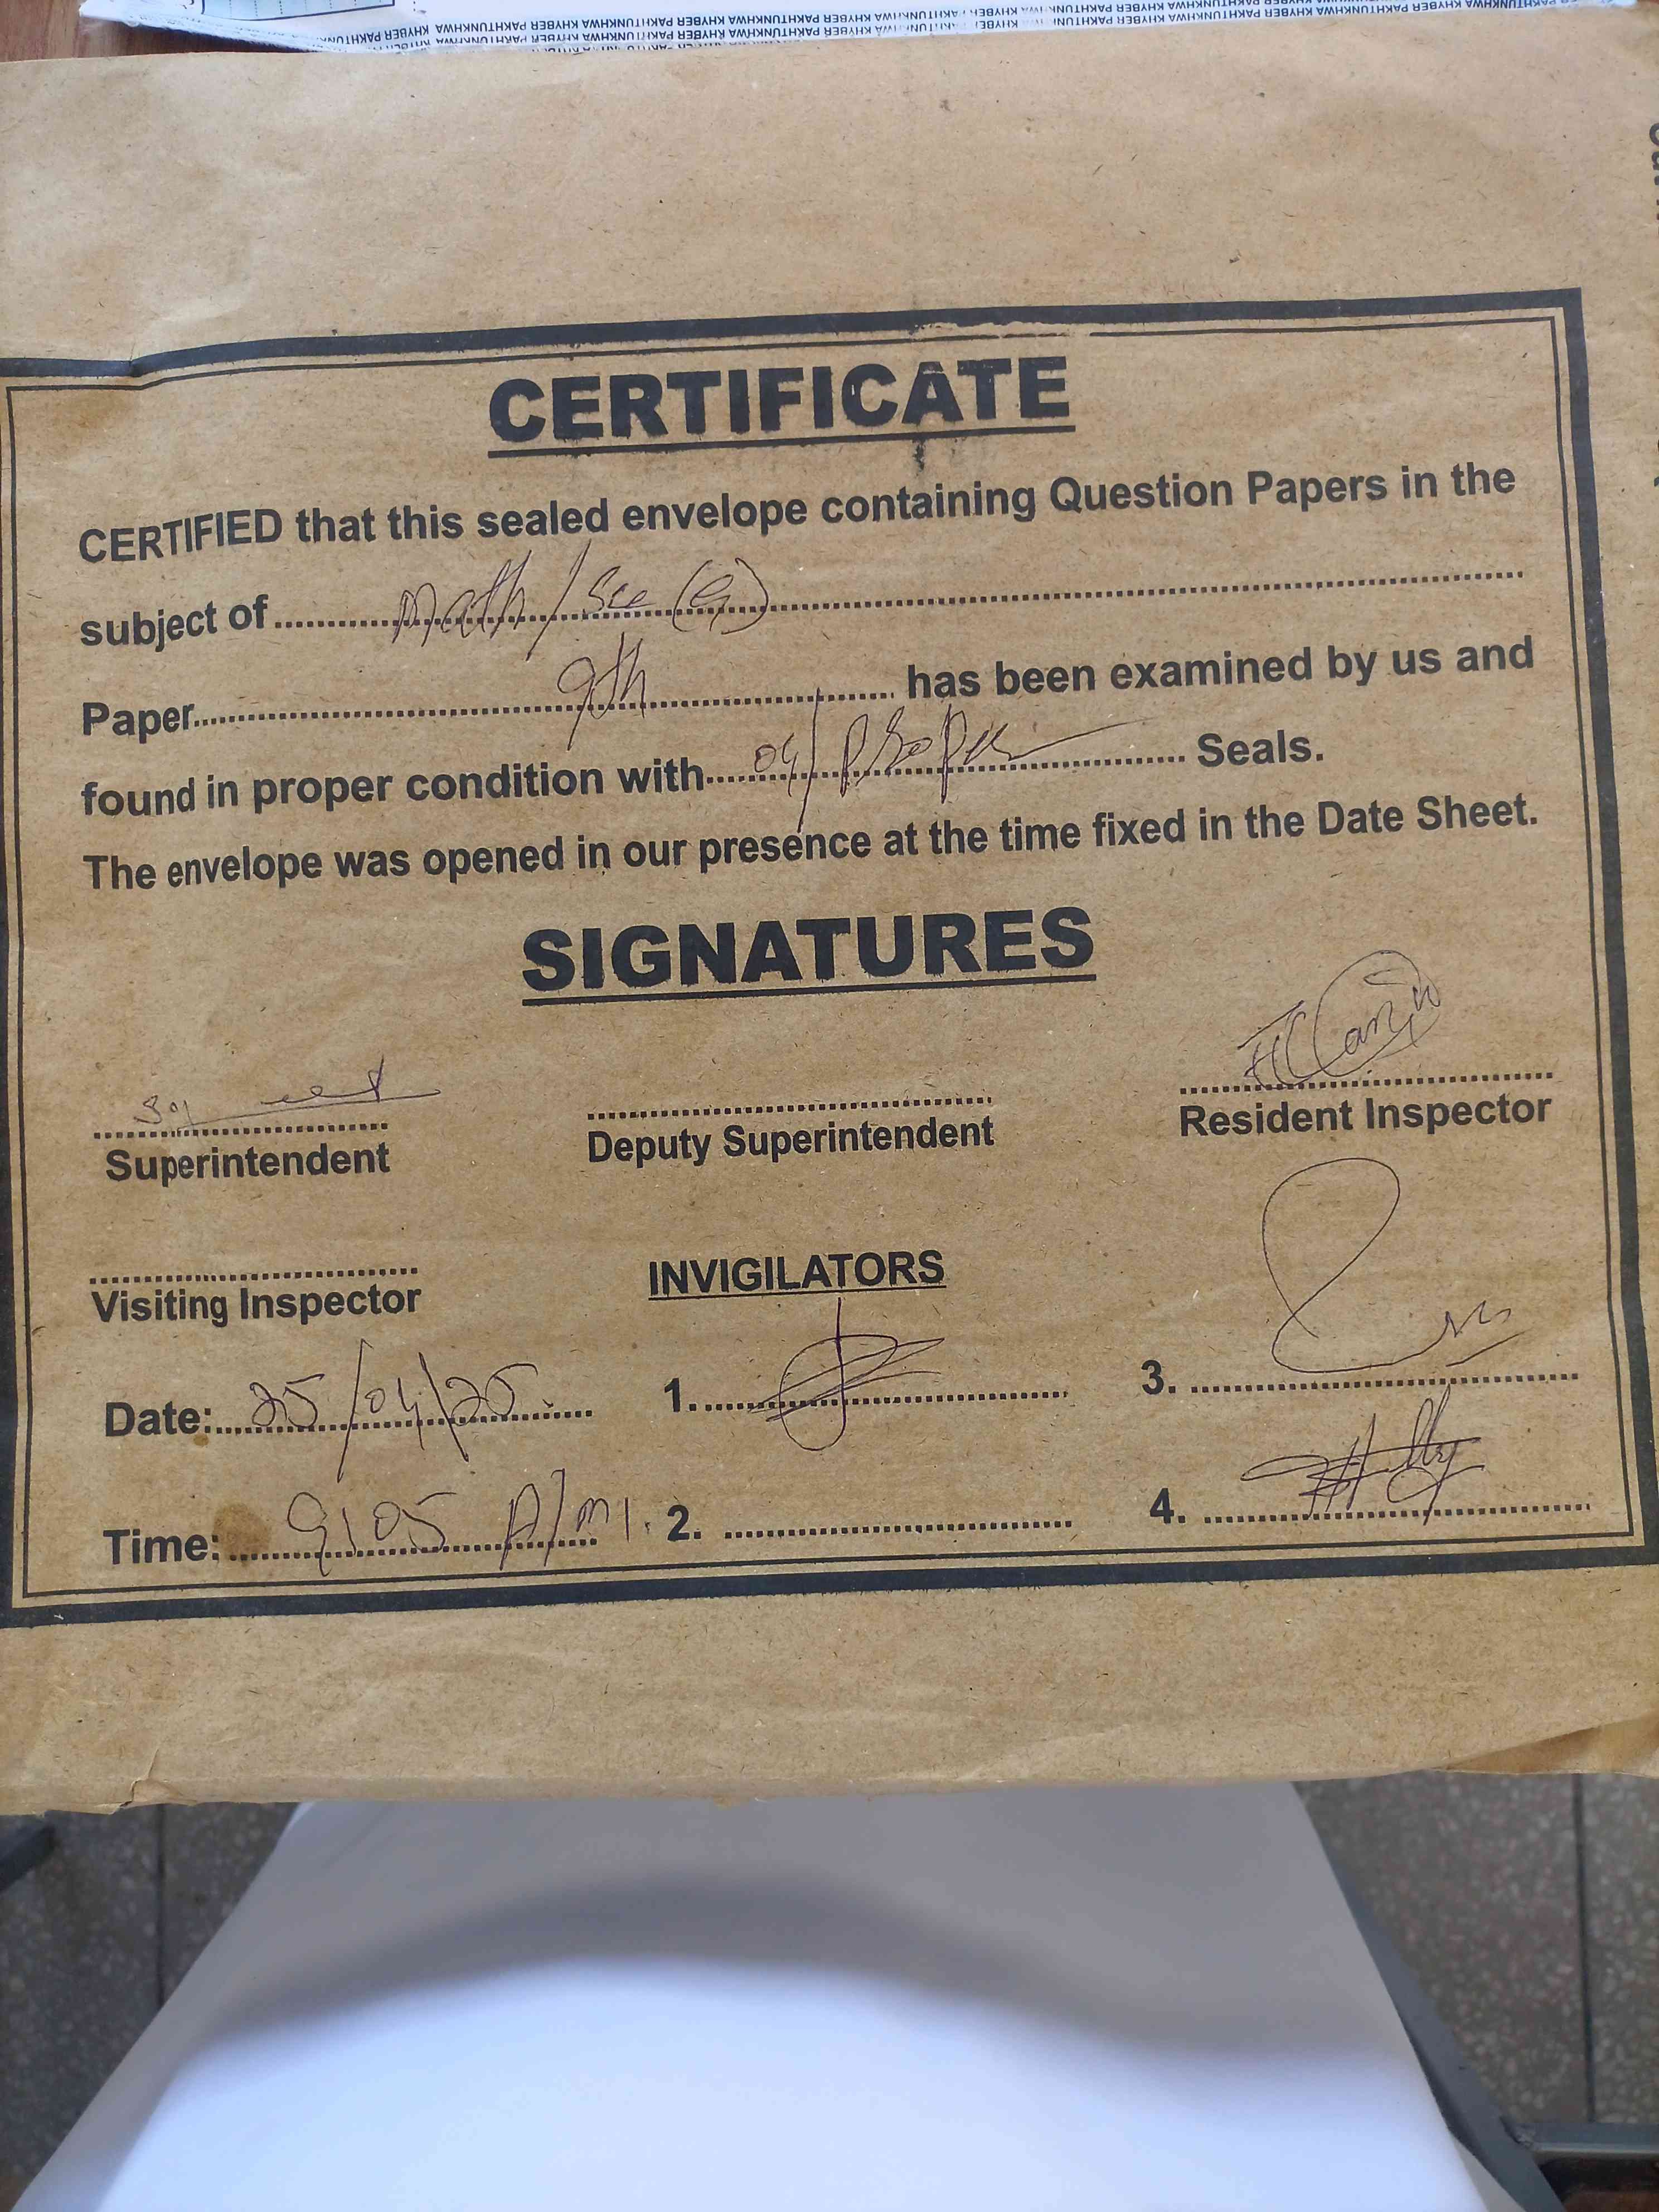 KHYBER PAKHTUNKHWA KHYBER PAKHTUNKHWA KHYBER PAKHTUNKHWA KHYBER PAKHTUNKHWA
CERTIFICATE
CERTIFIED that this sealed envelope containing Question Papers in the
subject of Math / Sce (G)
Paper 9th has been examined by us and
found in proper condition with 04/ Proper Seals.
The envelope was opened in our presence at the time fixed in the Date Sheet.
SIGNATURES
Superintendent Deputy Superintendent Resident Inspector
Visiting Inspector INVIGILATORS
Date: 25/04/25 1. 3.
Time: 9:05 A/M 2. 4.